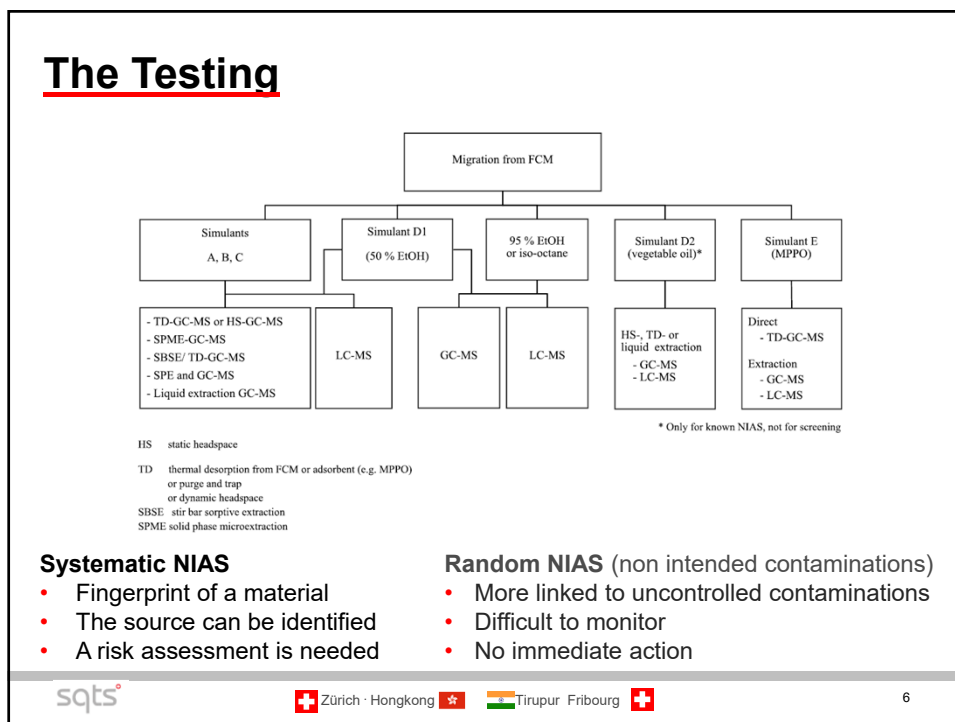 The Testing
Migration from FCM
Simulants
A, B, C
Simulant D1
(50 % EtOH)
95 % EtOH
or iso-octane
Simulant D2
(vegetable oil)*
Simulant E
(MPPO)
- TD-GC-MS or HS-GC-MS
- SPME-GC-MS
- SBSE/ TD-GC-MS
- SPE and GC-MS
- Liquid extraction GC-MS
LC-MS
GC-MS
LC-MS
HS-, TD- or
liquid extraction
- GC-MS
- LC-MS
Direct
- TD-GC-MS
Extraction
- GC-MS
- LC-MS
* Only for known NIAS, not for screening
HS static headspace
TD thermal desorption from FCM or adsorbent (e.g. MPPO)
or purge and trap
or dynamic headspace
SBSE stir bar sorptive extraction
SPME solid phase microextraction
Systematic NIAS
• Fingerprint of a material
• The source can be identified
• A risk assessment is needed
Random NIAS (non intended contaminations)
• More linked to uncontrolled contaminations
• Difficult to monitor
• No immediate action
sqts
Zürich · Hongkong Tirupur Fribourg
6